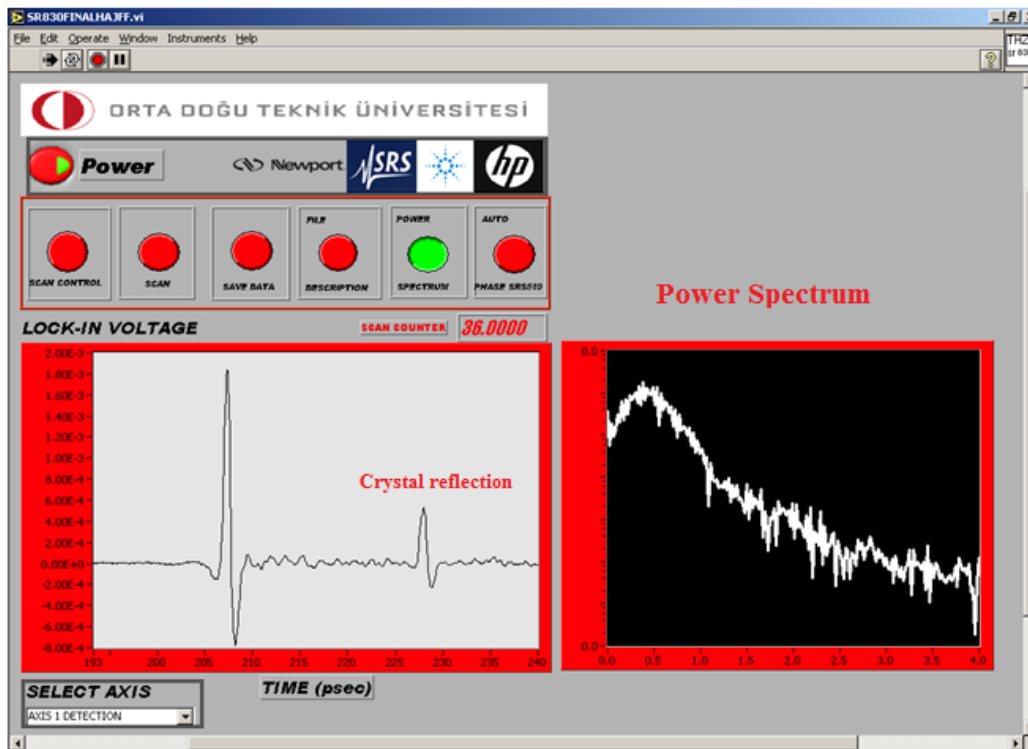 SR830FINALHAJFF.vi
File Edit Operate Window Instruments Help
THZ
ORTA DOĞU TEKNİK ÜNİVERSİTESİ
Power
Newport
SRS
hp
SCAN CONTROL
SCAN
SAVE DATA
FILE
DESCRIPTION
POWER
SPECTRUM
AUTO
Power Spectrum
LOCK-IN VOLTAGE
SCAN COUNTER
36.0000
2.00E-3
1.80E-3
1.60E-3
1.40E-3
1.20E-3
1.00E-3
8.00E-4
6.00E-4
4.00E-4
2.00E-4
0.00E+0
-2.00E-4
-4.00E-4
-6.00E-4
-8.00E-4
193 200 205 210 215 220 225 230 235 240
Crystal reflection
0.0
0.0
0.0 0.5 1.0 1.5 2.0 2.5 3.0 3.5 4.0
TIME (psec)
SELECT AXIS
AXIS 1 DETECTION